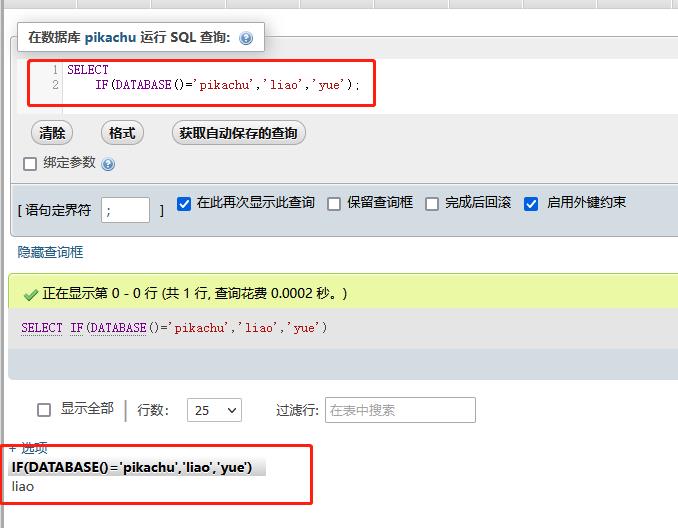 在数据库 pikachu 运行 SQL 查询:
1 SELECT
2 IF(DATABASE()='pikachu','liao','yue');
清除 格式 获取自动保存的查询
绑定参数
[ 语句定界符 ; ] 在此再次显示此查询 保留查询框 完成后回滚 启用外键约束
隐藏查询框
正在显示第 0 - 0 行 (共 1 行, 查询花费 0.0002 秒。)
SELECT IF(DATABASE()='pikachu','liao','yue')
显示全部 | 行数: 25 过滤行: 在表中搜索
+ 选项
IF(DATABASE()='pikachu','liao','yue')
liao